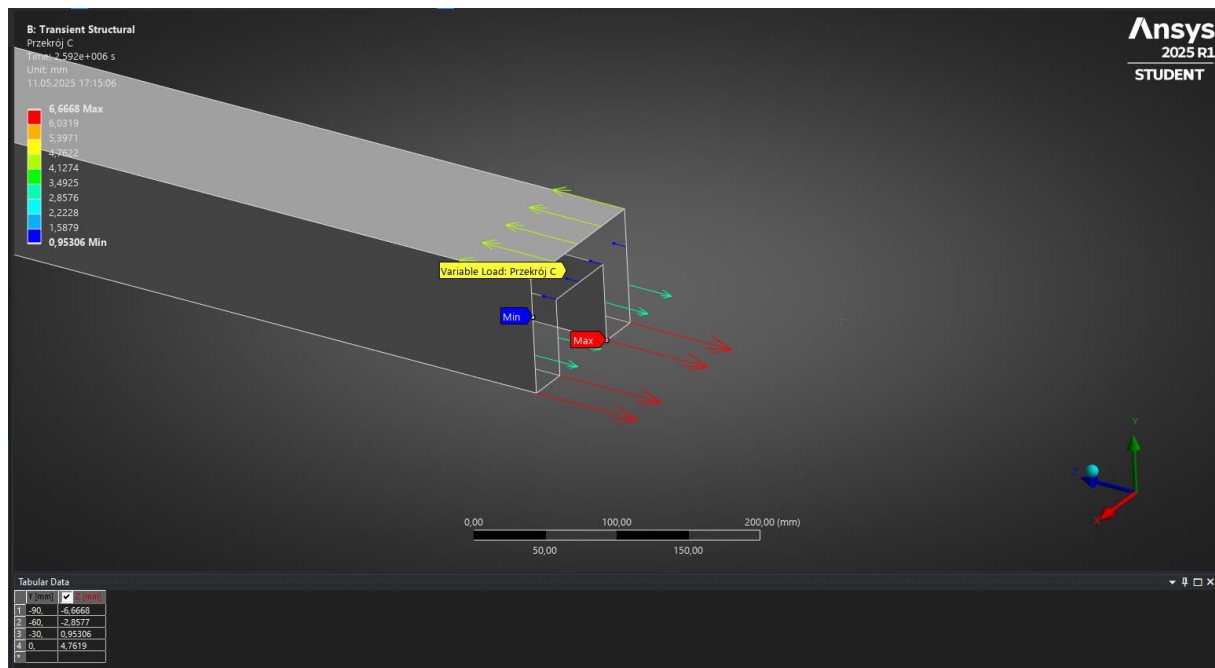 B: Transient Structural
Przekrój C
Time: 2,592e+006 s
Unit: mm
11.05.2025 17:15:06
6,6668 Max
6,0319
5,3971
4,7622
4,1274
3,4925
2,8576
2,2228
1,5879
0,95306 Min
Ansys
2025 R1
STUDENT
Variable Load: Przekrój C
Min
Max
Y
Z
X
0,00 100,00 200,00 (mm)
50,00 150,00
Tabular Data
Y [mm] Z [mm]
1 -90, -6,6668
2 -60, -2,8577
3 -30, 0,95306
4 0, 4,7619
*